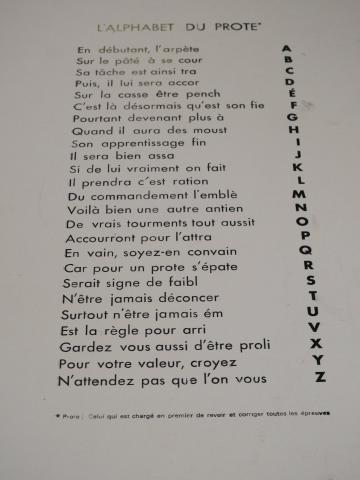 L'ALPHABET DU PROTE*
En débutant, l'arpète A
Sur le pâté à se cour B
Sa tâche est ainsi tra C
Puis, il lui sera accor D
Sur la casse être pench É
C'est là désormais qu'est son fie F
Pourtant devenant plus â G
Quand il aura des moust H
Son apprentissage fin I
Il sera bien assa J
Si de lui vraiment on fait K
Il prendra c'est ration L
Du commandement l'emblè M
Voilà bien une autre antien N
De vrais tourments tout aussit O
Accourront pour l'attra P
En vain, soyez-en convain Q
Car pour un prote s'épate R
Serait signe de faibl S
N'être jamais déconcer T
Surtout n'être jamais ém U
Est la règle pour arri V
Gardez vous aussi d'être proli X
Pour votre valeur, croyez Y
N'attendez pas que l'on vous Z
* Prote : Celui qui est chargé en premier de revoir et corriger toutes les épreuves